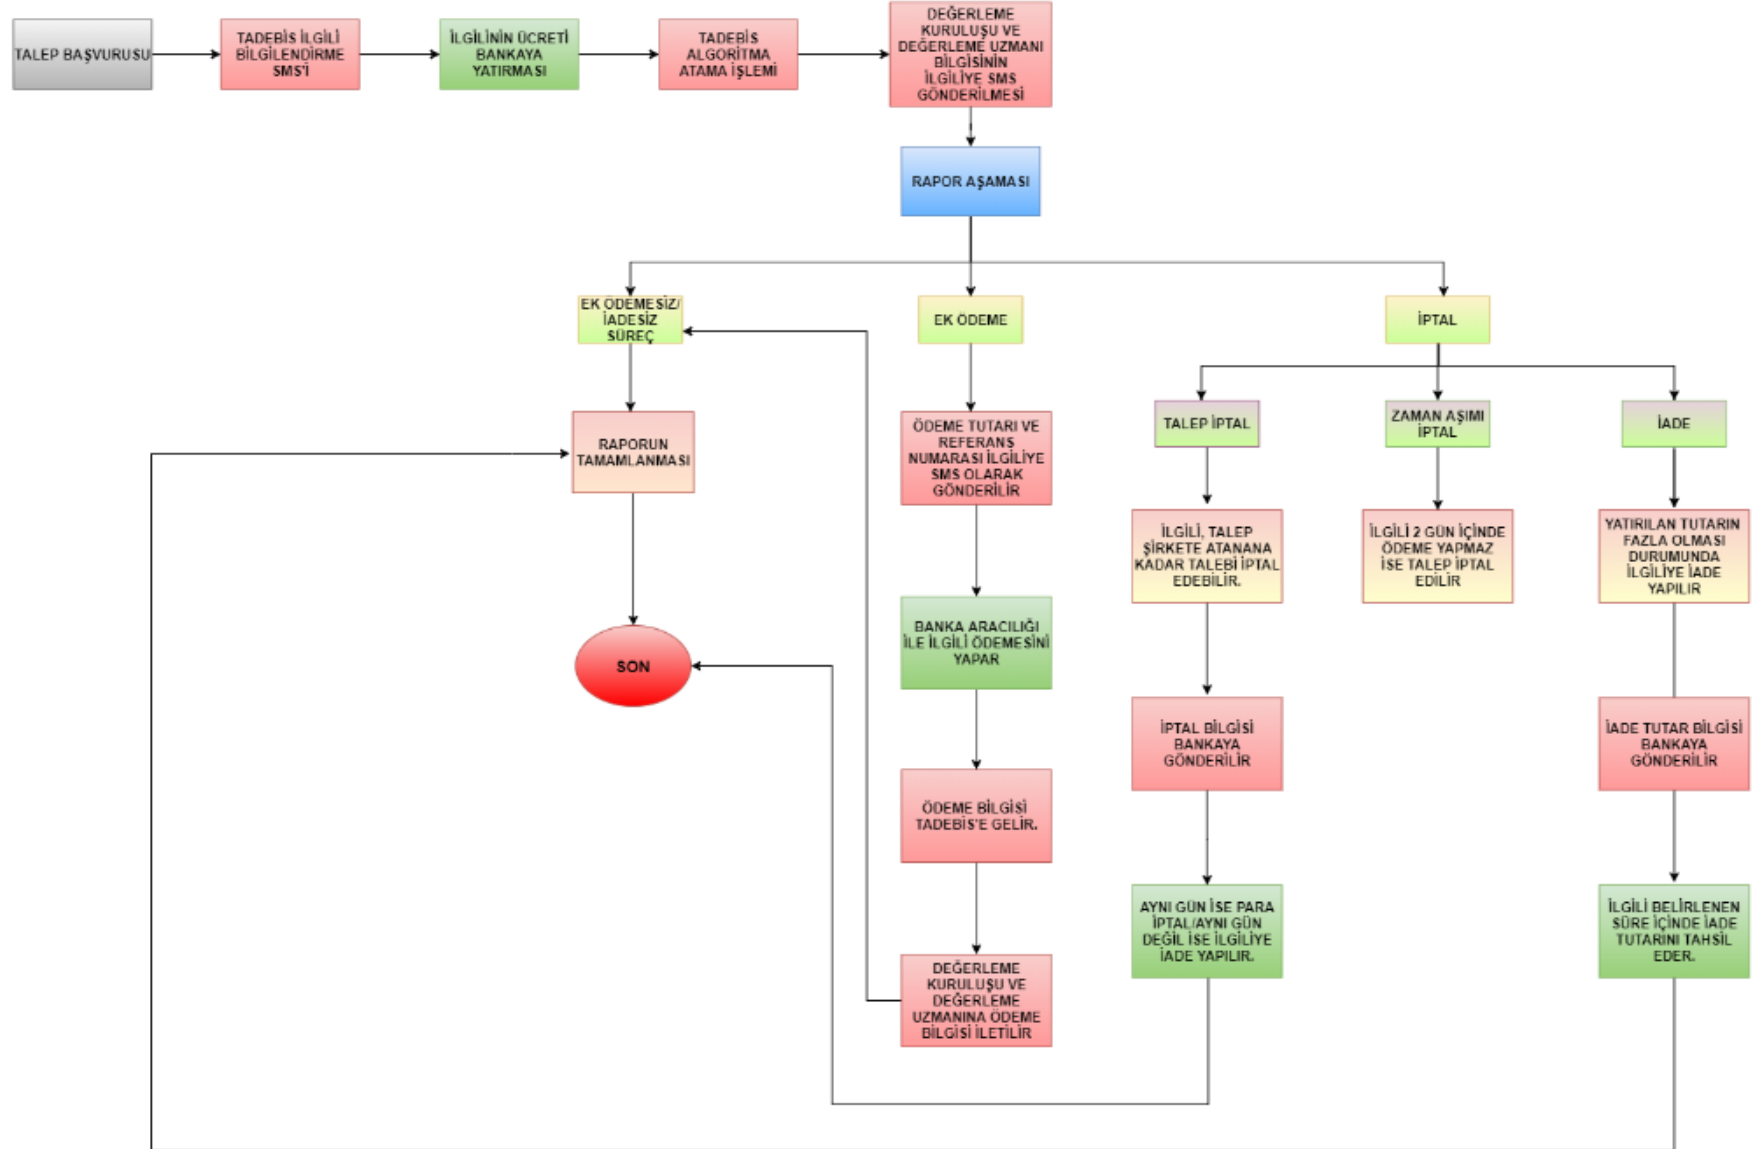 TALEP BAŞVURUSU
TADEBİS İLGİLİ
BİLGİLENDİRME
SMS'İ
İLGİLİNİN ÜCRETİ
BANKAYA
YATIRMASI
TADEBİS
ALGORİTMA
ATAMA İŞLEMİ
DEĞERLEME
KURULUŞU VE
DEĞERLEME UZMANI
BİLGİSİNİN
İLGİLİYE SMS
GÖNDERİLMESİ
RAPOR AŞAMASI
EK ÖDEMESİZ/
İADESİZ
SÜREÇ
EK ÖDEME
İPTAL
RAPORUN
TAMAMLANMASI
ÖDEME TUTARI VE
REFERANS
NUMARASI İLGİLİYE
SMS OLARAK
GÖNDERİLİR
TALEP İPTAL
ZAMAN AŞIMI
İPTAL
İADE
İLGİLİ, TALEP
ŞİRKETE ATANANA
KADAR TALEBİ İPTAL
EDEBİLİR.
İLGİLİ 2 GÜN İÇİNDE
ÖDEME YAPMAZ
İSE TALEP İPTAL
EDİLİR
YATIRILAN TUTARIN
FAZLA OLMASI
DURUMUNDA
İLGİLİYE İADE
YAPILIR
SON
BANKA ARACILIĞI
İLE İLGİLİ ÖDEMESİNİ
YAPAR
İPTAL BİLGİSİ
BANKAYA
GÖNDERİLİR
İADE TUTAR BİLGİSİ
BANKAYA
GÖNDERİLİR
ÖDEME BİLGİSİ
TADEBİS'E GELİR.
AYNI GÜN İSE PARA
İPTAL/AYNI GÜN
DEĞİL İSE İLGİLİYE
İADE YAPILIR.
İLGİLİ BELİRLENEN
SÜRE İÇİNDE İADE
TUTARINI TAHSİL
EDER.
DEĞERLEME
KURULUŞU VE
DEĞERLEME
UZMANINA ÖDEME
BİLGİSİ İLETİLİR